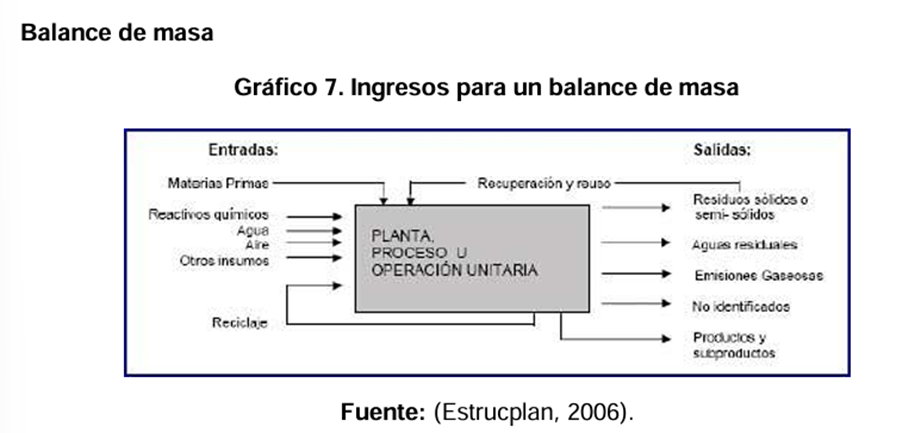 Balance de masa
Gráfico 7. Ingresos para un balance de masa
Entradas:
Salidas:
Materias Primas
Recuperación y reuso
Reactivos químicos
Agua
Aire
Otros insumos
Reciclaje
PLANTA,
PROCESO U
OPERACIÓN UNITARIA
Residuos sólidos o
semi- sólidos
Aguas residuales
Emisiones Gaseosas
No identificados
Productos y
subproductos
Fuente: (Estrucplan, 2006).